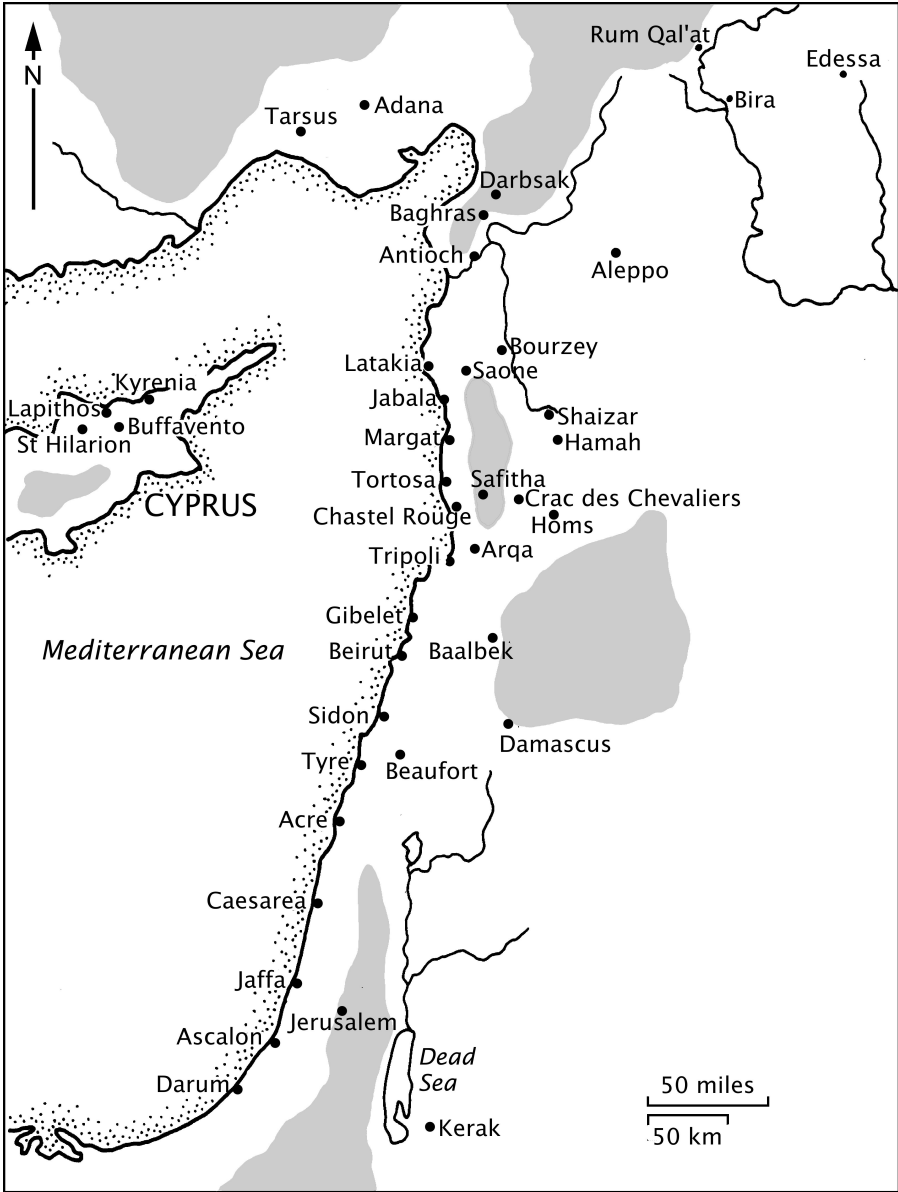 Rum Qal'at
Edessa
N
Bira
Adana
Tarsus
Darbsak
Baghras
Antioch
Aleppo
Bourzey
Latakia
Saone
Kyrenia
Jabala
Lapithos
Shaizar
Buffavento
Margat
Hamah
St Hilarion
Tortosa
Safitha
Crac des Chevaliers
CYPRUS
Chastel Rouge
Homs
Arqa
Tripoli
Gibelet
Mediterranean Sea
Beirut
Baalbek
Sidon
Damascus
Tyre
Beaufort
Acre
Caesarea
Jaffa
Jerusalem
Ascalon
Dead
Sea
Darum
50 miles
Kerak
50 km